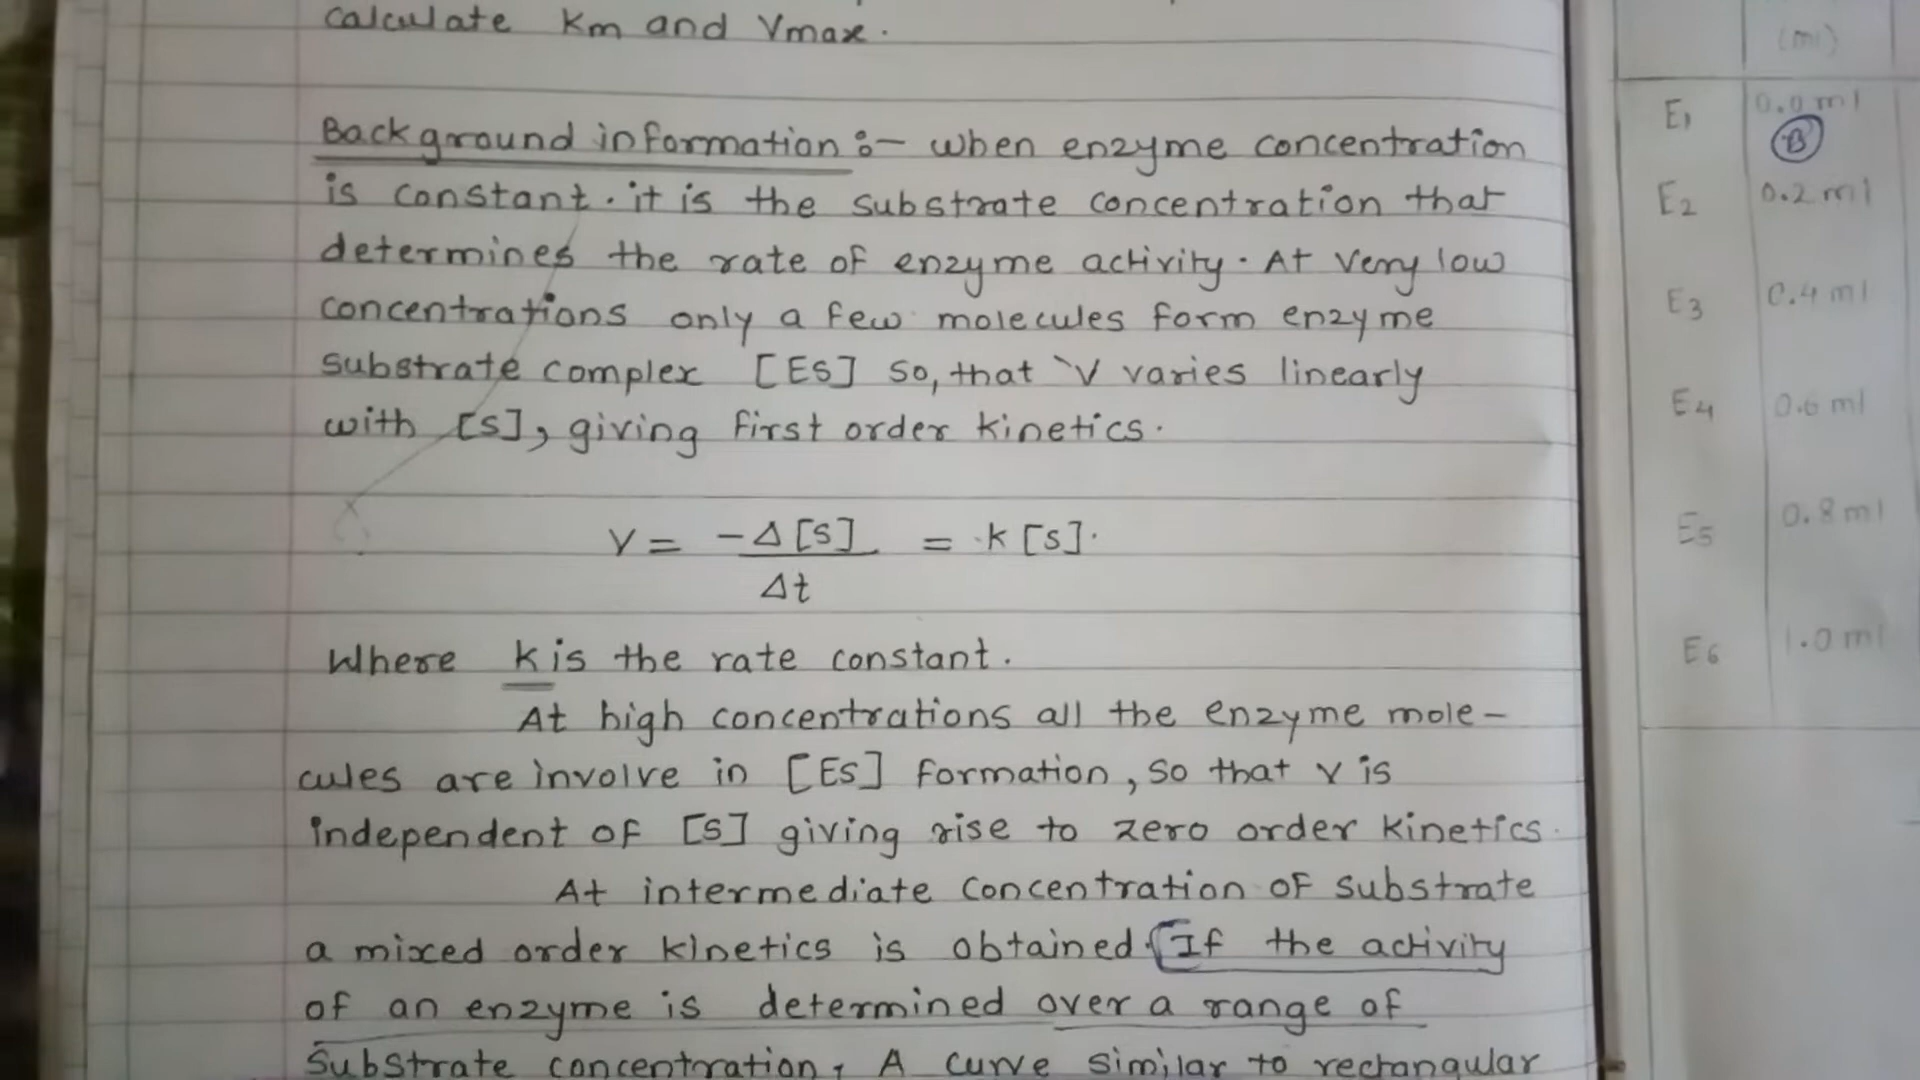 calculate Km and Vmax.
Background information :- when enzyme concentration
is constant. it is the substrate concentration that
determines the rate of enzyme activity. At very low
concentrations only a few molecules form enzyme
substrate complex [ES] so, that V varies linearly
with [S], giving first order kinetics.
V = -Δ[S] / Δt = k[S].
Where k is the rate constant.
At high concentrations all the enzyme mole-
cules are involve in [ES] formation, so that v is
independent of [S] giving rise to zero order kinetics.
At intermediate concentration of substrate
a mixed order kinetics is obtained. [If the activity
of an enzyme is determined over a range of
substrate concentration, A curve similar to rectangular
(ml)
E1 0.0 ml
B
E2 0.2 ml
E3 0.4 ml
E4 0.6 ml
E5 0.8 ml
E6 1.0 ml